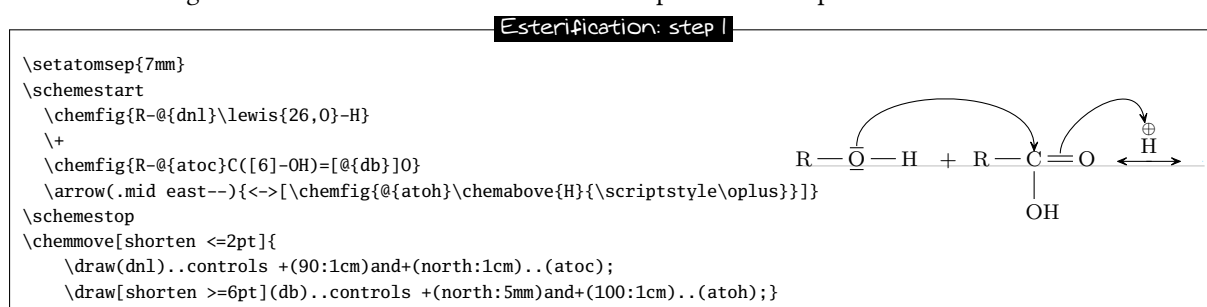 Esterification: step 1
\setatomsep{7mm}
\schemestart
\chemfig{R-@{dnl}\lewis{26,O}-H}
\+
\chemfig{R-@{atoc}C([6]-OH)=[@{db}]O}
\arrow(.mid east--){<->[\chemfig{@{atoh}\chemabove{H}{\scriptstyle\oplus}}]}
\schemestop
\chemmove[shorten <=2pt]{
\draw(dnl)..controls +(90:1cm)and+(north:1cm)..(atoc);
\draw[shorten >=6pt](db)..controls +(north:5mm)and+(100:1cm)..(atoh);}
⊕
H
R O H + R C O
OH